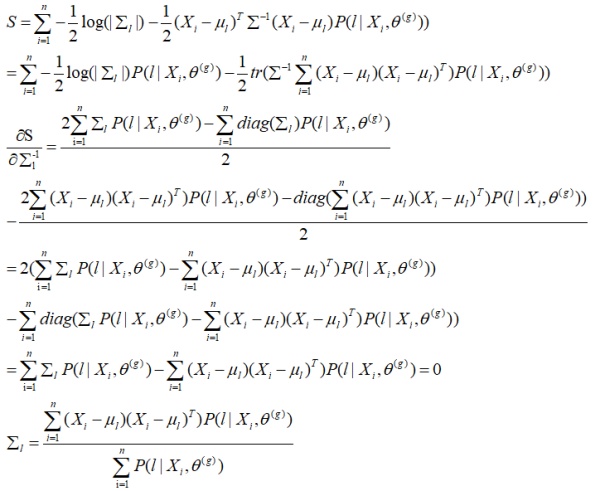 S = \sum_{i=1}^{n} -\frac{1}{2}\log(|\Sigma_l|) - \frac{1}{2}(X_i - \mu_l)^T \Sigma^{-1}(X_i - \mu_l)P(l | X_i, \theta^{(g)}))
= \sum_{i=1}^{n} -\frac{1}{2}\log(|\Sigma_l|)P(l | X_i, \theta^{(g)}) - \frac{1}{2}tr(\Sigma^{-1}\sum_{i=1}^{n}(X_i - \mu_l)(X_i - \mu_l)^T)P(l | X_i, \theta^{(g)}))
\frac{\partial S}{\partial \Sigma_1^{-1}} = \frac{2\sum_{i=1}^{n}\Sigma_l P(l | X_i, \theta^{(g)}) - \sum_{i=1}^{n} diag(\Sigma_l)P(l | X_i, \theta^{(g)})}{2}
- \frac{2\sum_{i=1}^{n}(X_i - \mu_l)(X_i - \mu_l)^T)P(l | X_i, \theta^{(g)}) - diag(\sum_{i=1}^{n}(X_i - \mu_l)(X_i - \mu_l)^T)P(l | X_i, \theta^{(g)}))}{2}
= 2(\sum_{i=1}^{n}\Sigma_l P(l | X_i, \theta^{(g)}) - \sum_{i=1}^{n}(X_i - \mu_l)(X_i - \mu_l)^T)P(l | X_i, \theta^{(g)}))
- \sum_{i=1}^{n} diag(\Sigma_l P(l | X_i, \theta^{(g)}) - \sum_{i=1}^{n}(X_i - \mu_l)(X_i - \mu_l)^T)P(l | X_i, \theta^{(g)}))
= \sum_{i=1}^{n}\Sigma_l P(l | X_i, \theta^{(g)}) - \sum_{i=1}^{n}(X_i - \mu_l)(X_i - \mu_l)^T)P(l | X_i, \theta^{(g)}) = 0
\Sigma_l = \frac{\sum_{i=1}^{n}(X_i - \mu_l)(X_i - \mu_l)^T)P(l | X_i, \theta^{(g)})}{\sum_{i=1}^{n} P(l | X_i, \theta^{(g)})}